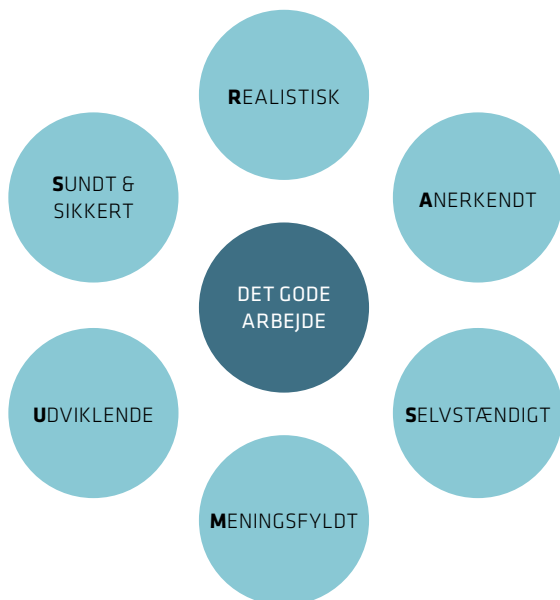 REALISTISK
ANERKENDT
SELVSTÆNDIGT
MENINGSFYLDT
UDVIKLENDE
SUNDT &
SIKKERT
DET GODE
ARBEJDE